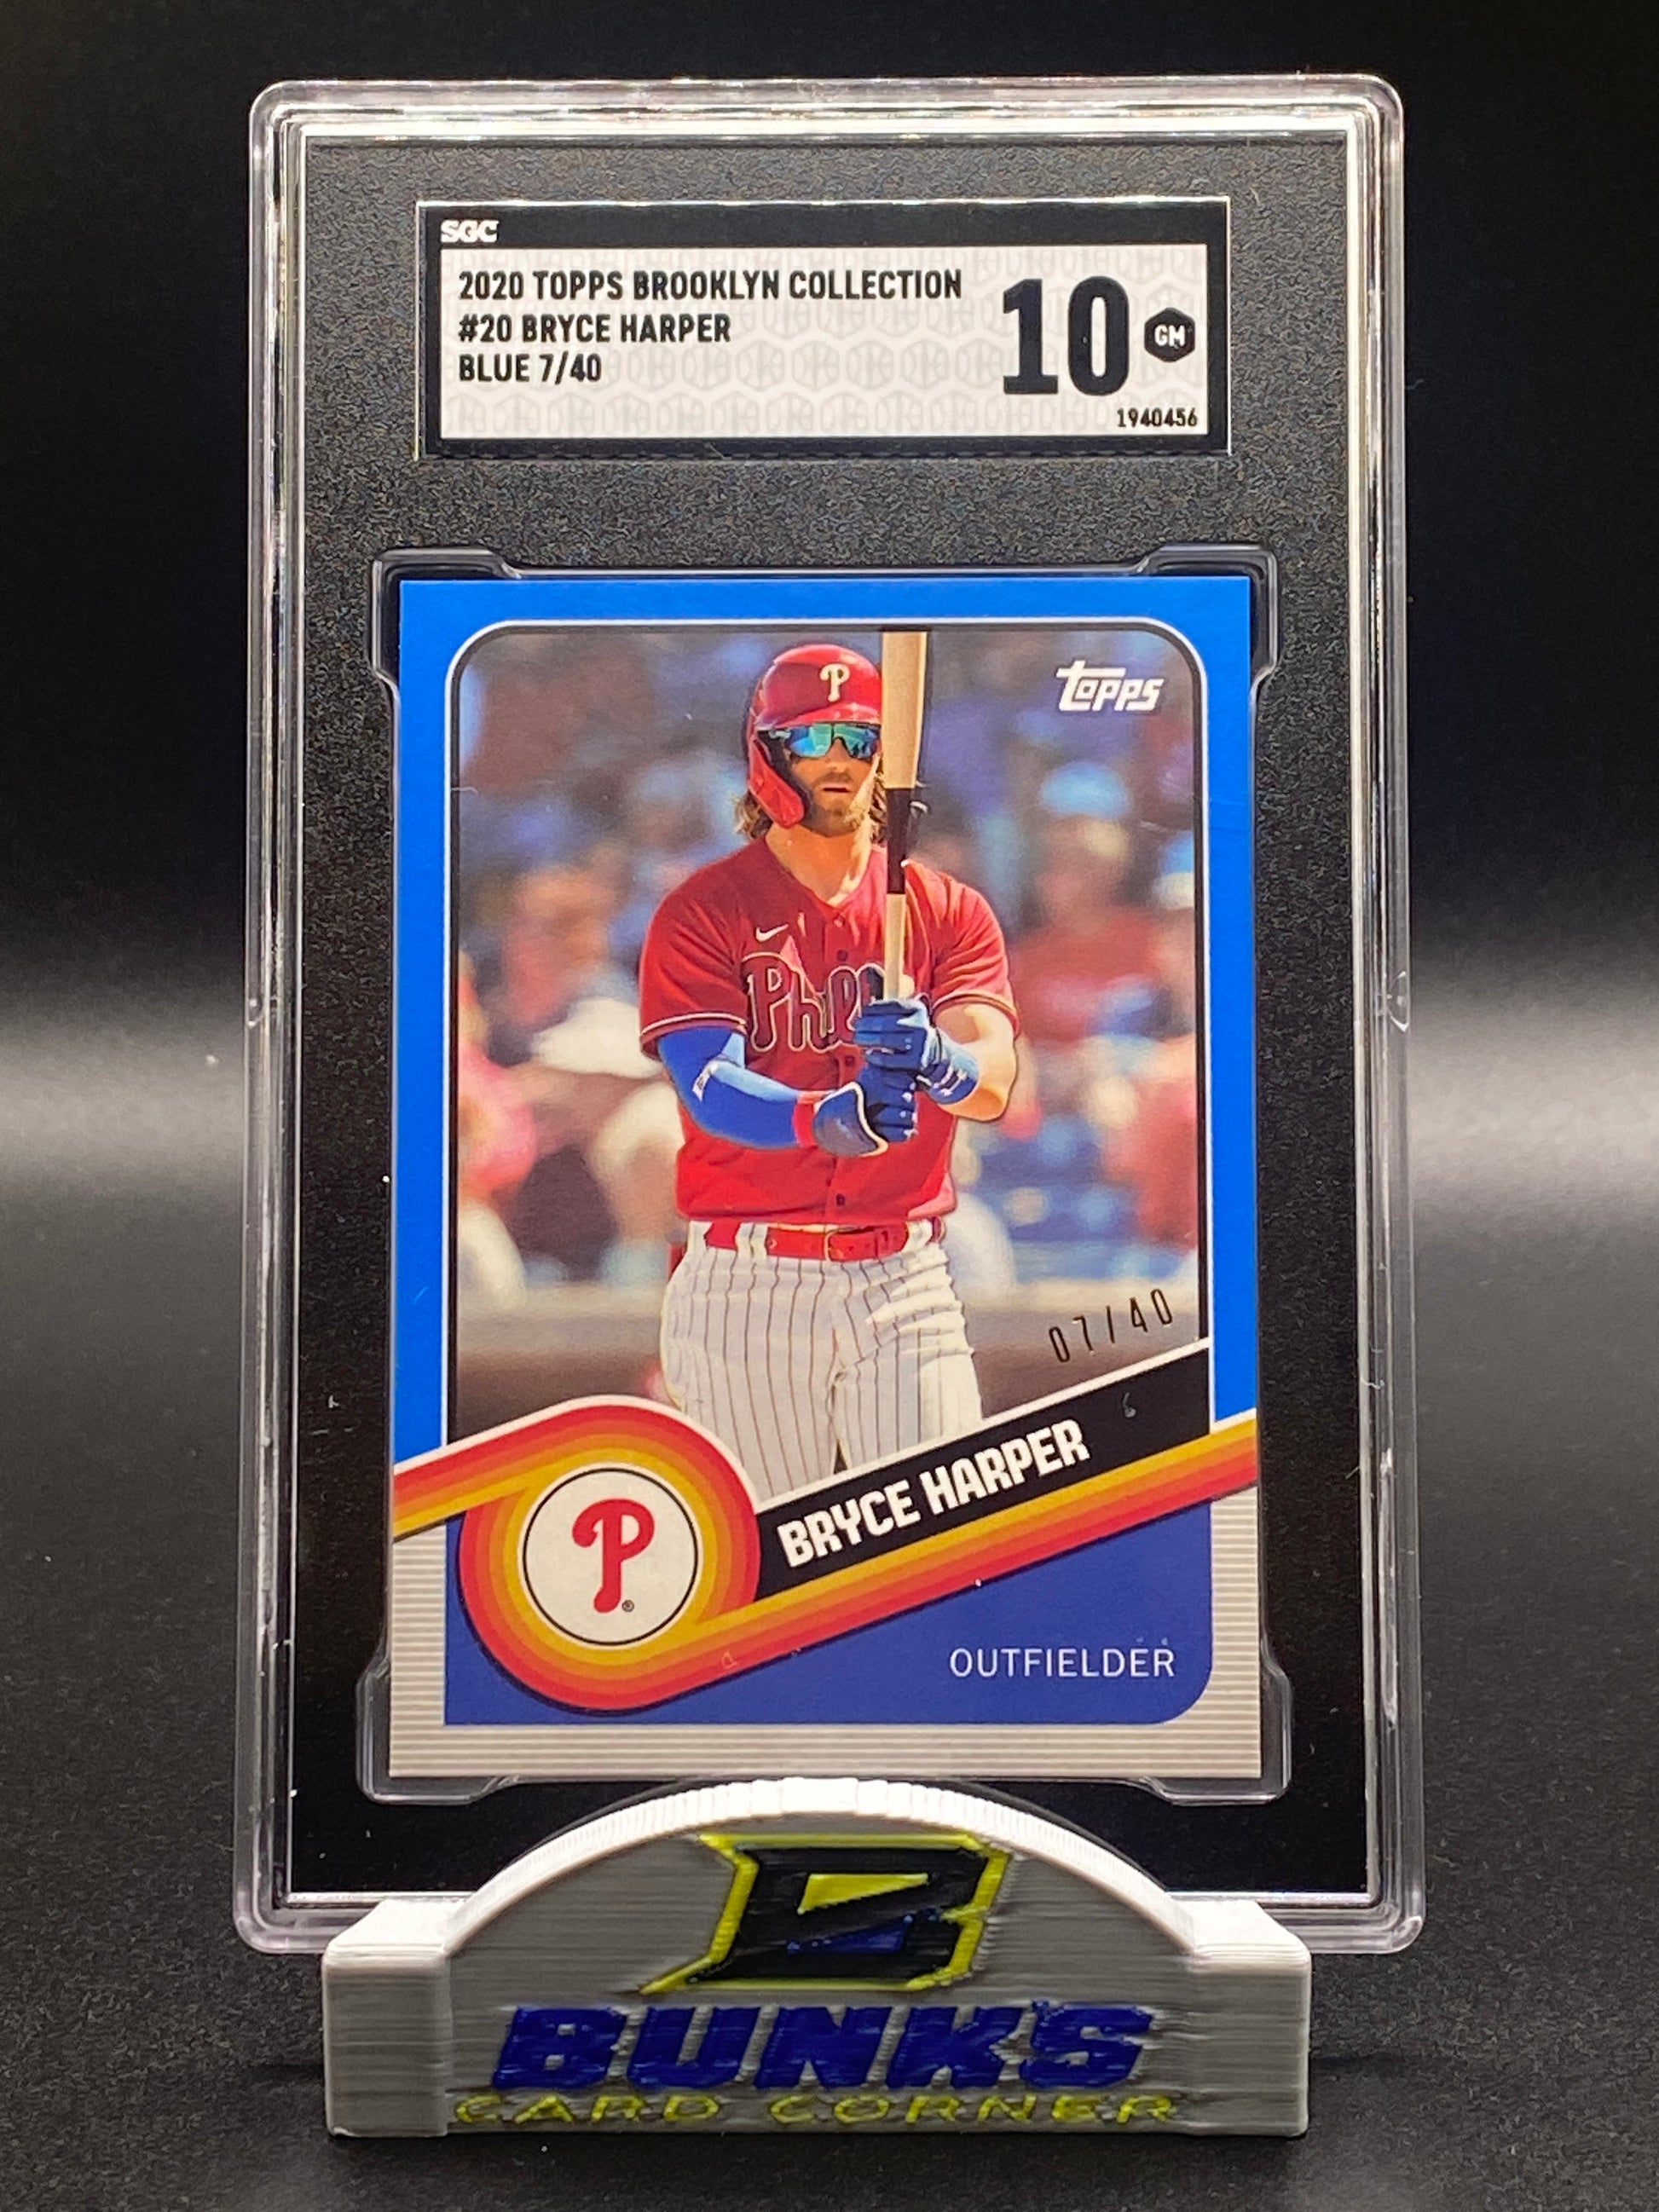 SGC
2020 TOPPS BROOKLYN COLLECTION
#20 BRYCE HARPER
BLUE 7/40
10 GM
1940456
topps
P
Phil
07/40
BRYCE HARPER
P®
OUTFIELDER
B
BUNK'S
CARD CORNER